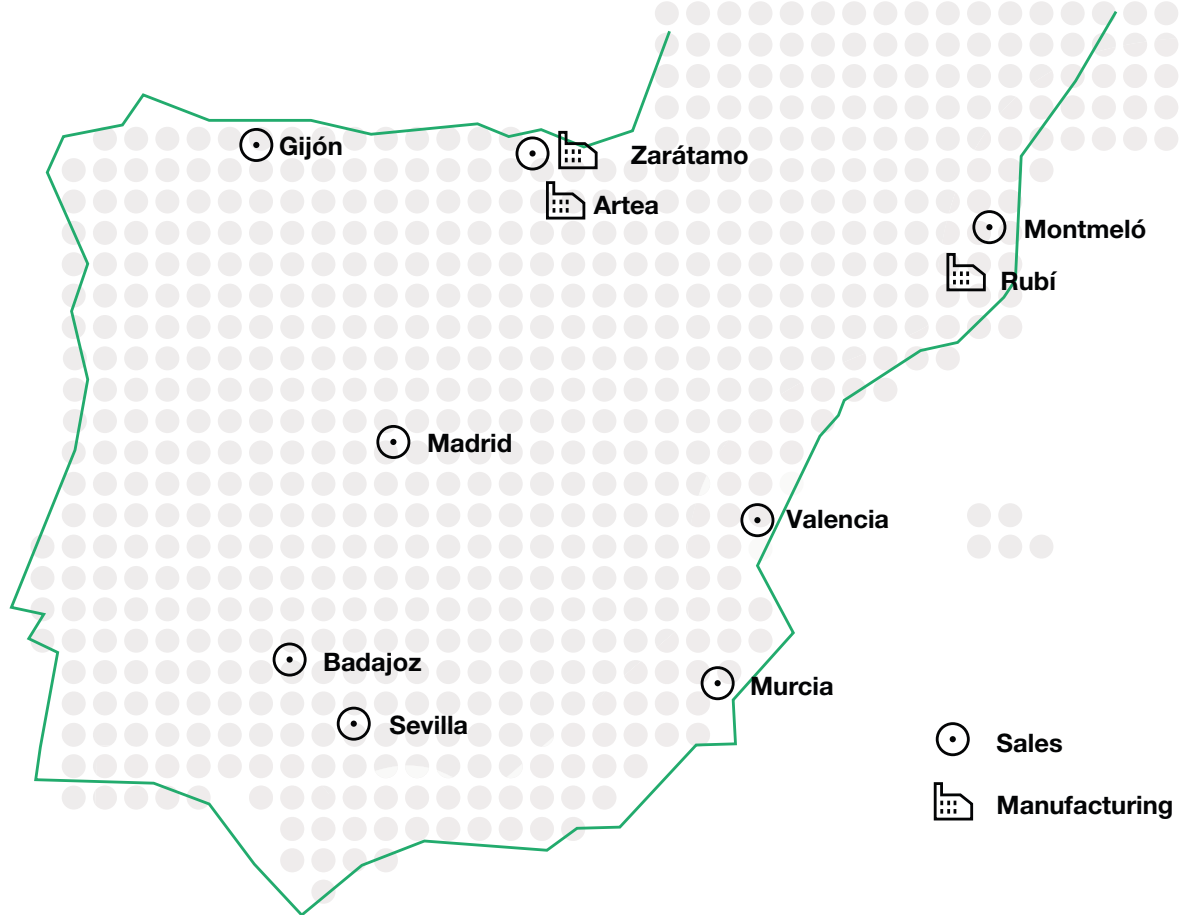 Gijón
Zarátamo
Artea
Montmeló
Rubí
Madrid
Valencia
Badajoz
Murcia
Sevilla
Sales
Manufacturing